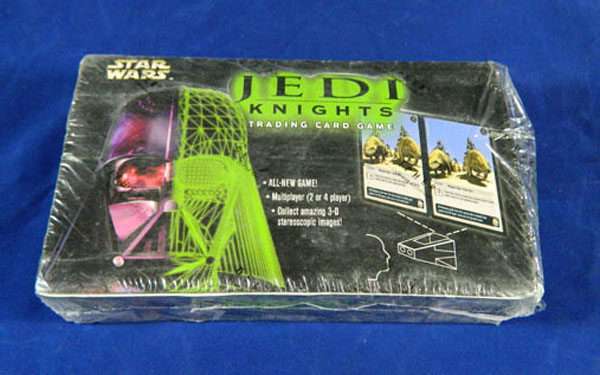 STAR
WARS
JEDI
KNIGHTS
TRADING CARD GAME
• ALL-NEW GAME!
• Multiplayer (2 or 4 player)
• Collect amazing 3-D
stereoscopic images!